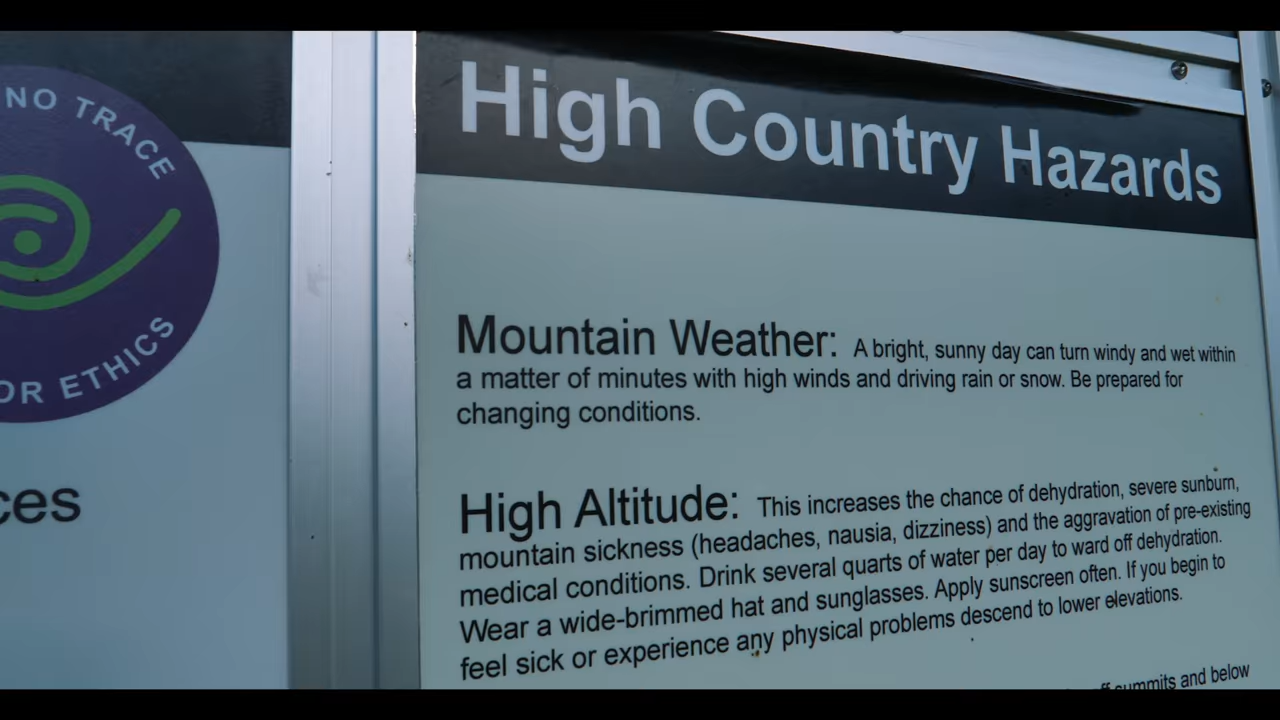 NO TRACE
OR ETHICS
ces
High Country Hazards
Mountain Weather: A bright, sunny day can turn windy and wet within
a matter of minutes with high winds and driving rain or snow. Be prepared for
changing conditions.
High Altitude: This increases the chance of dehydration, severe sunburn,
mountain sickness (headaches, nausia, dizziness) and the aggravation of pre-existing
medical conditions. Drink several quarts of water per day to ward off dehydration.
Wear a wide-brimmed hat and sunglasses. Apply sunscreen often. If you begin to
feel sick or experience any physical problems descend to lower elevations.
off summits and below